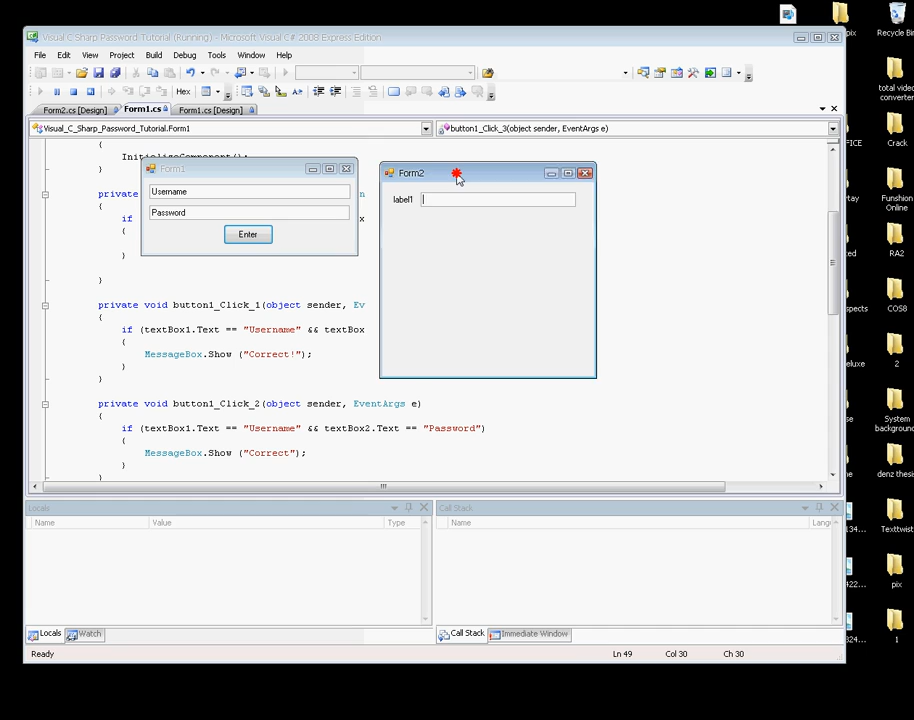 Visual C Sharp Password Tutorial (Running) - Microsoft Visual C# 2008 Express Edition
File Edit View Project Build Debug Tools Window Help
Hex
Form2.cs [Design] Form1.cs Form1.cs [Design]
Visual_C_Sharp_Password_Tutorial.Form1 button1_Click_3(object sender, EventArgs e)
{
InitializeComponent();
}
Form1
Username
Password
Enter
Form2
label1
private
{
if
{
}
}
private void button1_Click_1(object sender, Ev
{
if (textBox1.Text == "Username" && textBox
{
MessageBox.Show ("Correct!");
}
}
private void button1_Click_2(object sender, EventArgs e)
{
if (textBox1.Text == "Username" && textBox2.Text == "Password")
{
MessageBox.Show ("Correct");
}
}
Locals
Name Value Type
Call Stack
Name Lang
Locals Watch
Call Stack Immediate Window
Ready Ln 49 Col 30 Ch 30
pix
Recycle Bin
total video
converter
Crack
Funshion
Online
RA2
COS8
2
System
background
denz thesis
Texttwist
pix
1